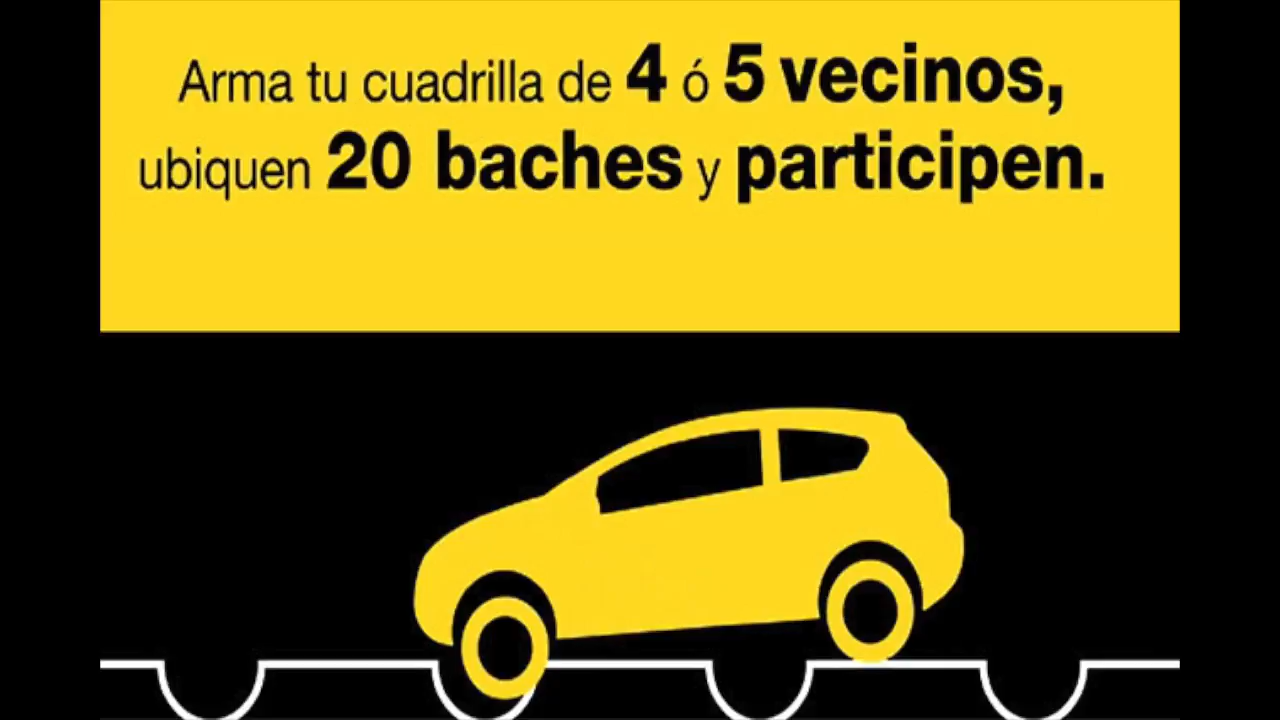 Arma tu cuadrilla de 4 ó 5 vecinos,
ubiquen 20 baches y participen.